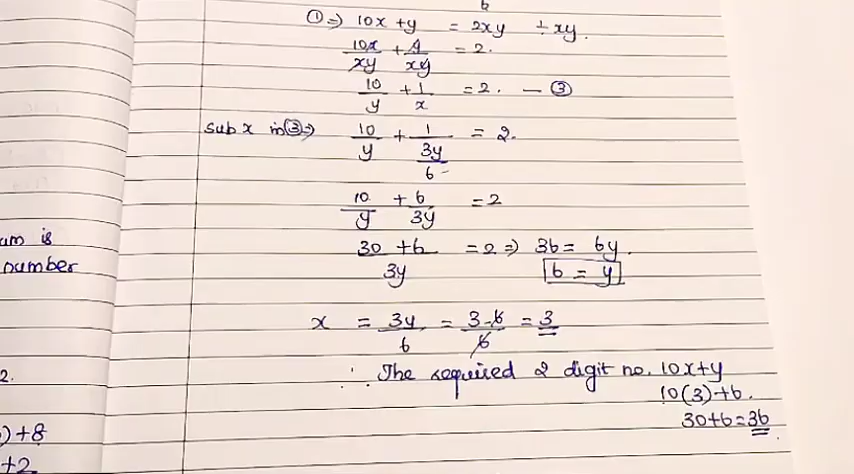 6
① ⇒ 10x + y = 2xy ÷ xy.
10x/xy + y/xy = 2.
10/y + 1/x = 2. — ③
Sub x in ③ ⇒ 10/y + 1/(3y/6) = 2.
10/y + 6/3y = 2
30 + 6/3y = 2 ⇒ 36 = 6y.
6 = y
x = 3y/6 = 3·6/6 = 3
∴ The required 2 digit no. 10x + y
10(3) + 6.
30 + 6 = 36
um is
number
2.
) + 8
+ 2